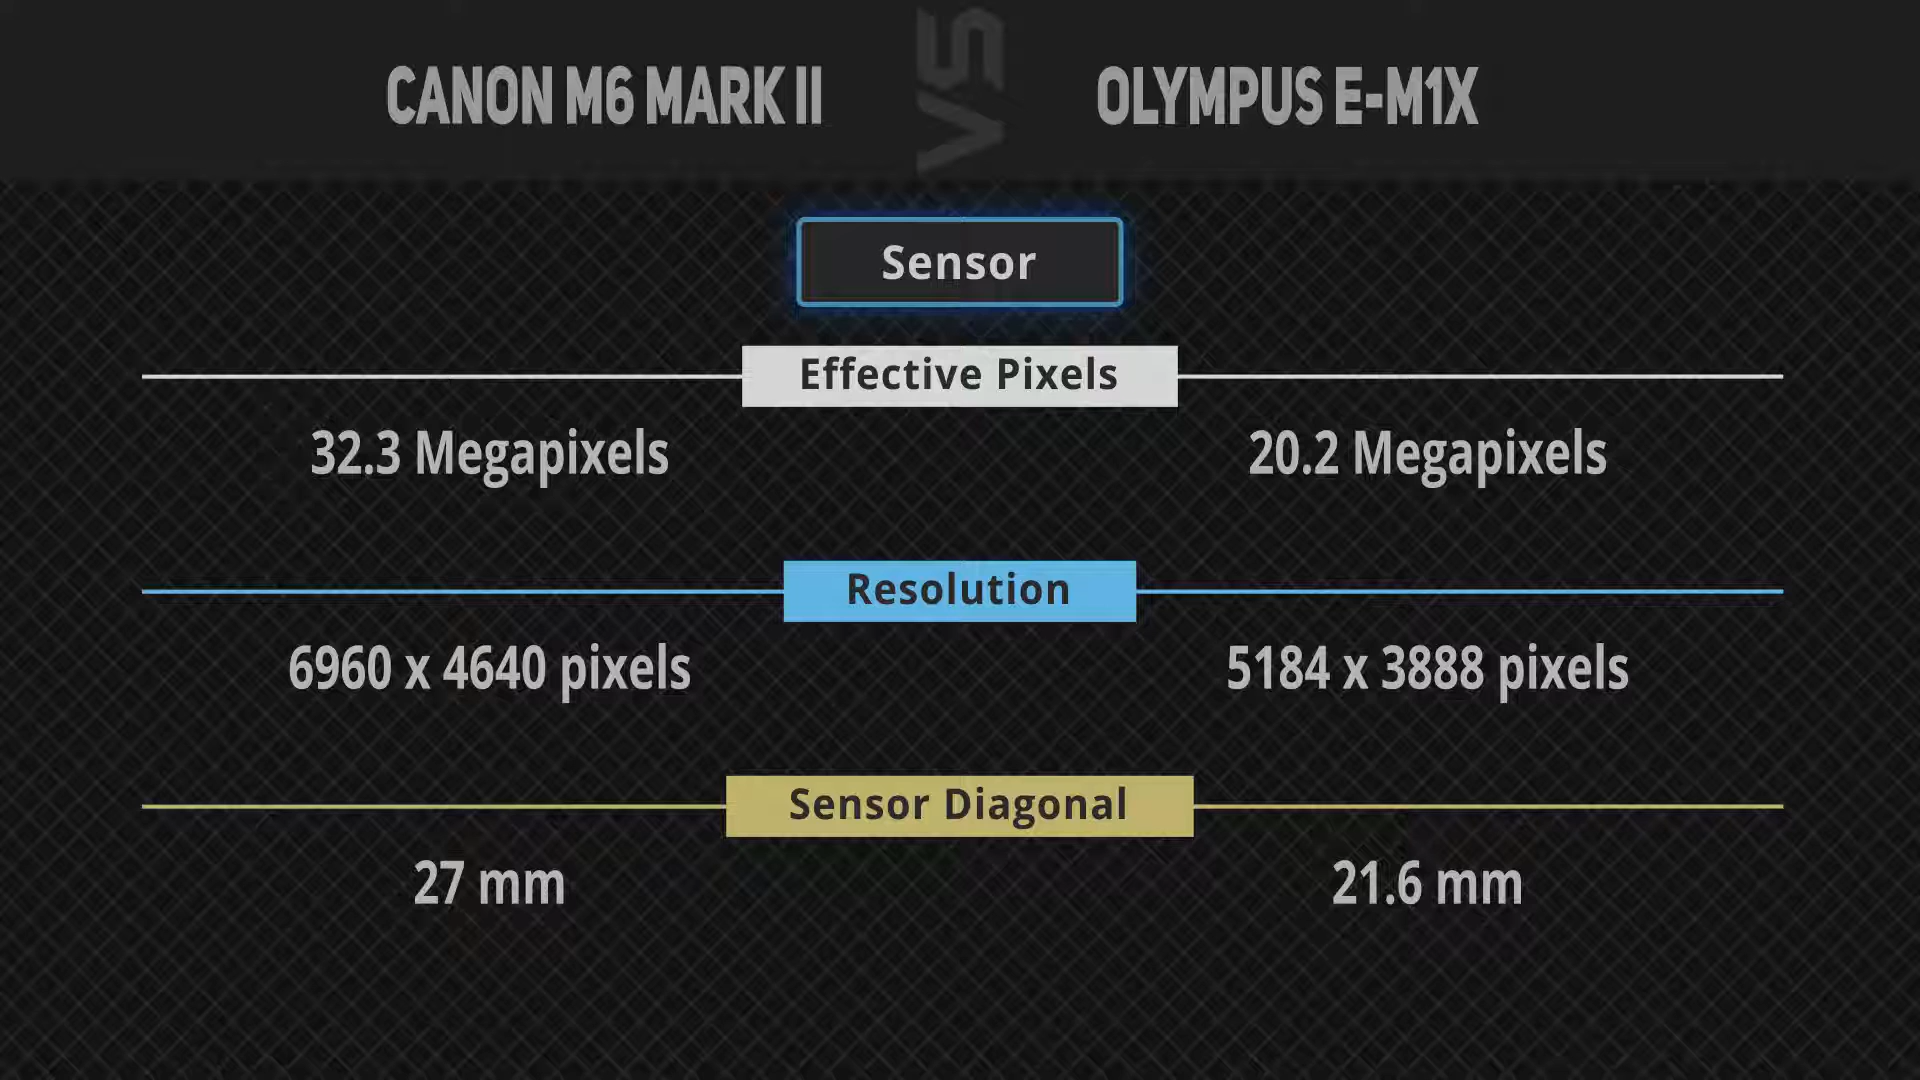 CANON M6 MARK II
VS
OLYMPUS E-M1X
Sensor
Effective Pixels
32.3 Megapixels
20.2 Megapixels
Resolution
6960 x 4640 pixels
5184 x 3888 pixels
Sensor Diagonal
27 mm
21.6 mm